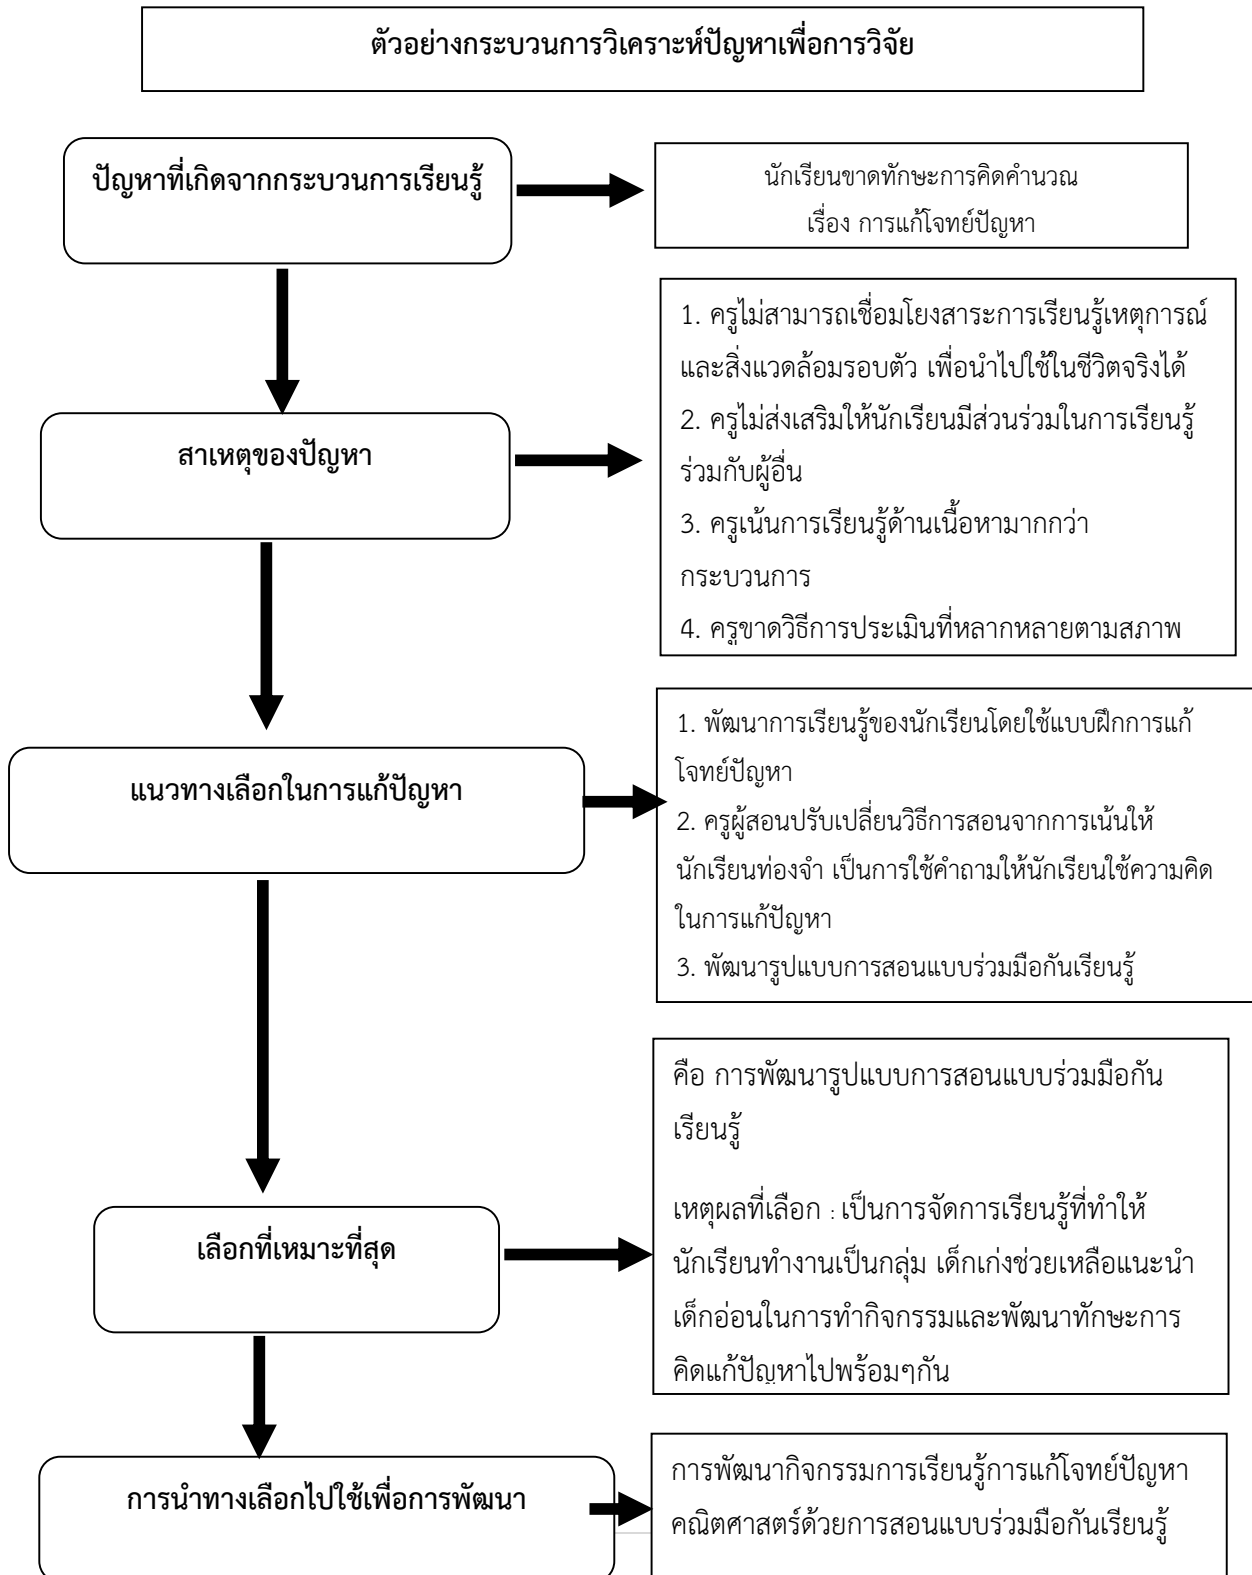 ตัวอย่างกระบวนการวิเคราะห์ปัญหาเพื่อการวิจัย
ปัญหาที่เกิดจากกระบวนการเรียนรู้
นักเรียนขาดทักษะการคิดคำนวณ
เรื่อง การแก้โจทย์ปัญหา
สาเหตุของปัญหา
1. ครูไม่สามารถเชื่อมโยงสาระการเรียนรู้เหตุการณ์
และสิ่งแวดล้อมรอบตัว เพื่อนำไปใช้ในชีวิตจริงได้
2. ครูไม่ส่งเสริมให้นักเรียนมีส่วนร่วมในการเรียนรู้
ร่วมกับผู้อื่น
3. ครูเน้นการเรียนรู้ด้านเนื้อหามากกว่า
กระบวนการ
4. ครูขาดวิธีการประเมินที่หลากหลายตามสภาพ
แนวทางเลือกในการแก้ปัญหา
1. พัฒนาการเรียนรู้ของนักเรียนโดยใช้แบบฝึกการแก้
โจทย์ปัญหา
2. ครูผู้สอนปรับเปลี่ยนวิธีการสอนจากการเน้นให้
นักเรียนท่องจำ เป็นการใช้คำถามให้นักเรียนใช้ความคิด
ในการแก้ปัญหา
3. พัฒนารูปแบบการสอนแบบร่วมมือกันเรียนรู้
เลือกที่เหมาะที่สุด
คือ การพัฒนารูปแบบการสอนแบบร่วมมือกัน
เรียนรู้
เหตุผลที่เลือก : เป็นการจัดการเรียนรู้ที่ทำให้
นักเรียนทำงานเป็นกลุ่ม เด็กเก่งช่วยเหลือแนะนำ
เด็กอ่อนในการทำกิจกรรมและพัฒนาทักษะการ
คิดแก้ปัญหาไปพร้อมๆกัน
การนำทางเลือกไปใช้เพื่อการพัฒนา
การพัฒนากิจกรรมการเรียนรู้การแก้โจทย์ปัญหา
คณิตศาสตร์ด้วยการสอนแบบร่วมมือกันเรียนรู้